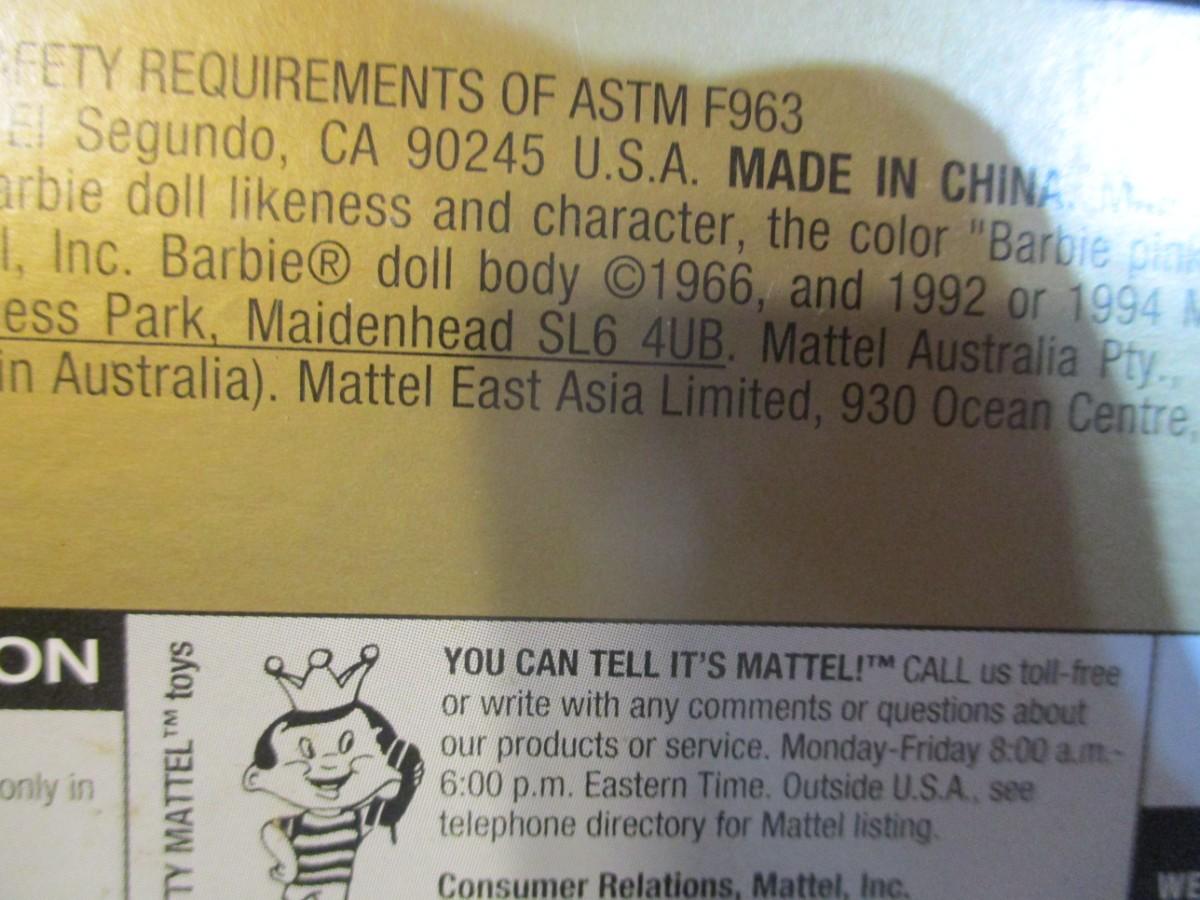 FETY REQUIREMENTS OF ASTM F963
El Segundo, CA 90245 U.S.A. MADE IN CHINA.
arbie doll likeness and character, the color "Barbie pink
l, Inc. Barbie® doll body ©1966, and 1992 or 1994 M
ess Park, Maidenhead SL6 4UB. Mattel Australia Pty.,
in Australia). Mattel East Asia Limited, 930 Ocean Centre,
ON
only in
TY MATTEL™ toys
YOU CAN TELL IT'S MATTEL!™ CALL us toll-free
or write with any comments or questions about
our products or service. Monday-Friday 8:00 a.m.-
6:00 p.m. Eastern Time. Outside U.S.A., see
telephone directory for Mattel listing.
Consumer Relations, Mattel, Inc.
WE